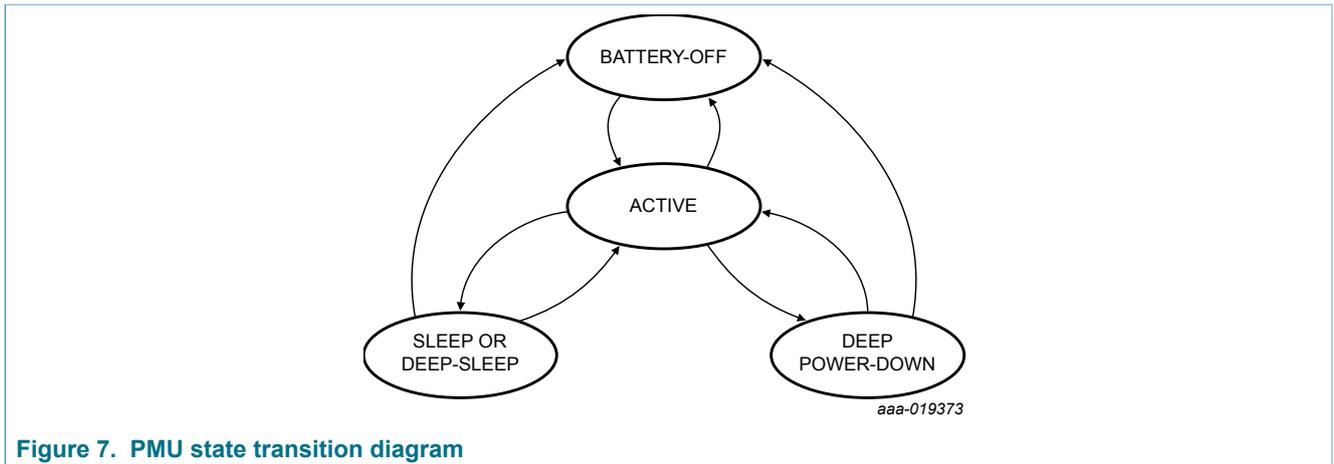 BATTERY-OFF
ACTIVE
SLEEP OR
DEEP-SLEEP
DEEP
POWER-DOWN
aaa-019373
Figure 7. PMU state transition diagram